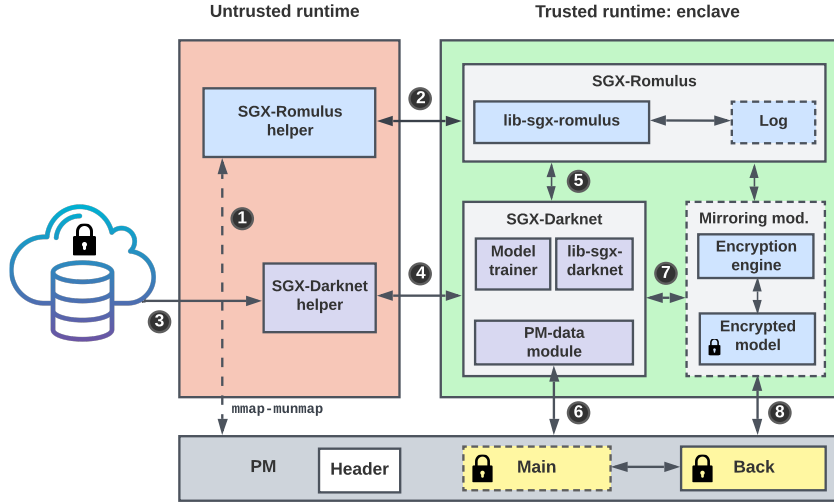 Untrusted runtime
Trusted runtime: enclave
SGX-Romulus
helper
2
SGX-Romulus
lib-sgx-romulus
Log
1
5
SGX-Darknet
helper
3
4
SGX-Darknet
Model
trainer
lib-sgx-
darknet
PM-data
module
7
Mirroring mod.
Encryption
engine
Encrypted
model
mmap-munmap
6
8
PM
Header
Main
Back